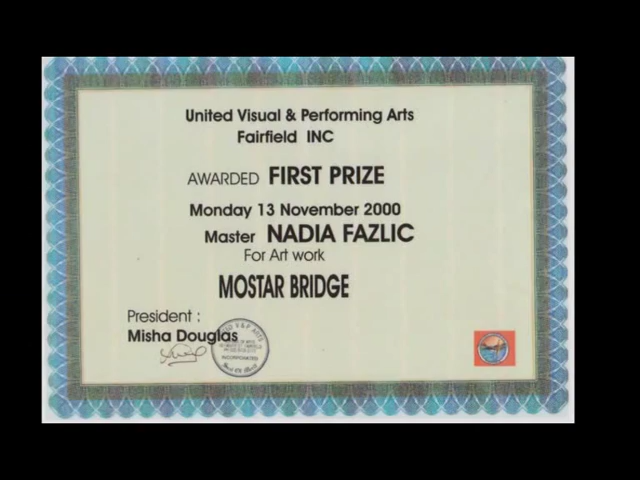 United Visual & Performing Arts
Fairfield INC
AWARDED FIRST PRIZE
Monday 13 November 2000
Master NADIA FAZLIC
For Art work
MOSTAR BRIDGE
President :
Misha Douglas
V & P ARTS
INCORPORATED